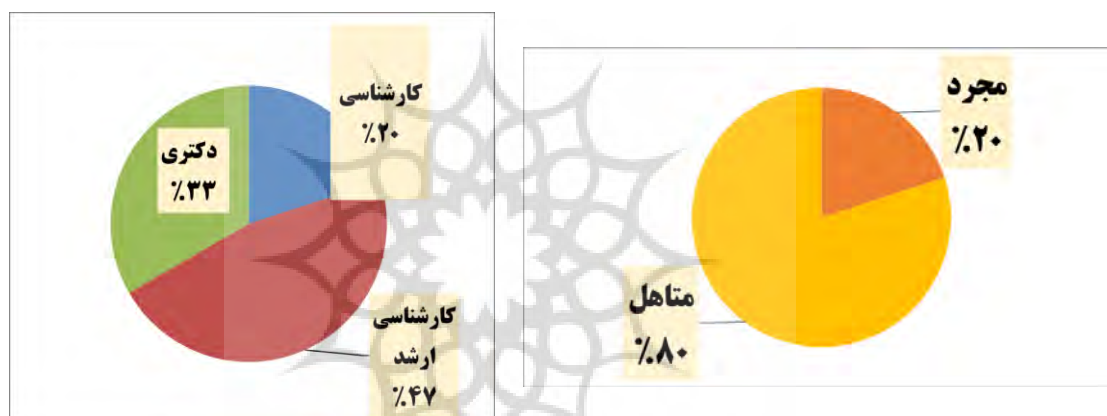 مجرد
٪۲۰
متاهل
٪۸۰
کارشناسی
٪۲۰
دکتری
٪۳۳
کارشناسی
ارشد
٪۴۷